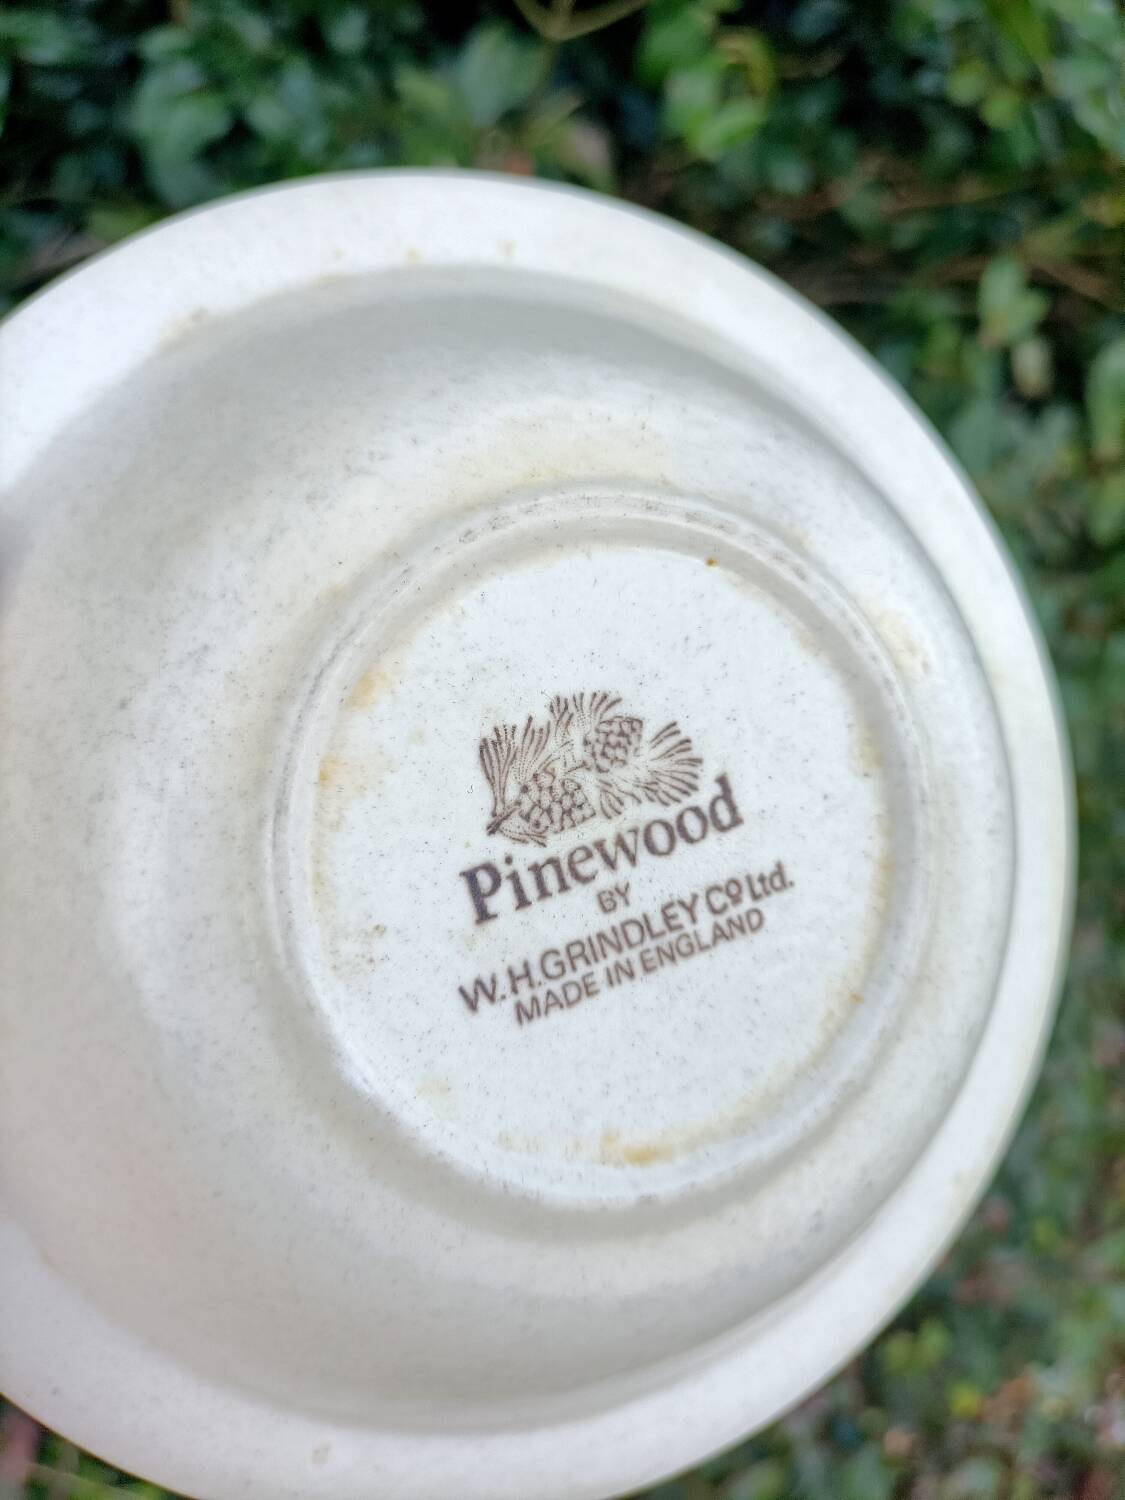 Pinewood
BY
W.H.GRINDLEY Cº Ltd.
MADE IN ENGLAND